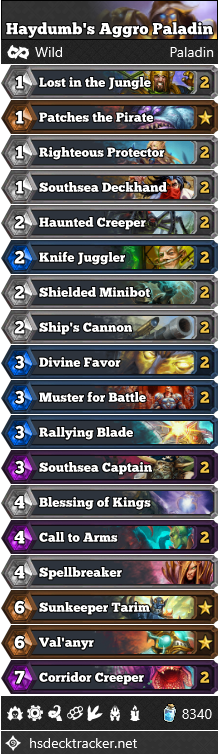 Haydumb's Aggro Paladin
Wild Paladin
1 Lost in the Jungle 2
1 Patches the Pirate
1 Righteous Protector 2
1 Southsea Deckhand 2
2 Haunted Creeper 2
2 Knife Juggler 2
2 Shielded Minibot 2
2 Ship's Cannon 2
3 Divine Favor 2
3 Muster for Battle 2
3 Rallying Blade
3 Southsea Captain 2
4 Blessing of Kings
4 Call to Arms 2
4 Spellbreaker
6 Sunkeeper Tarim
6 Val'anyr
7 Corridor Creeper 2
8340
hsdecktracker.net